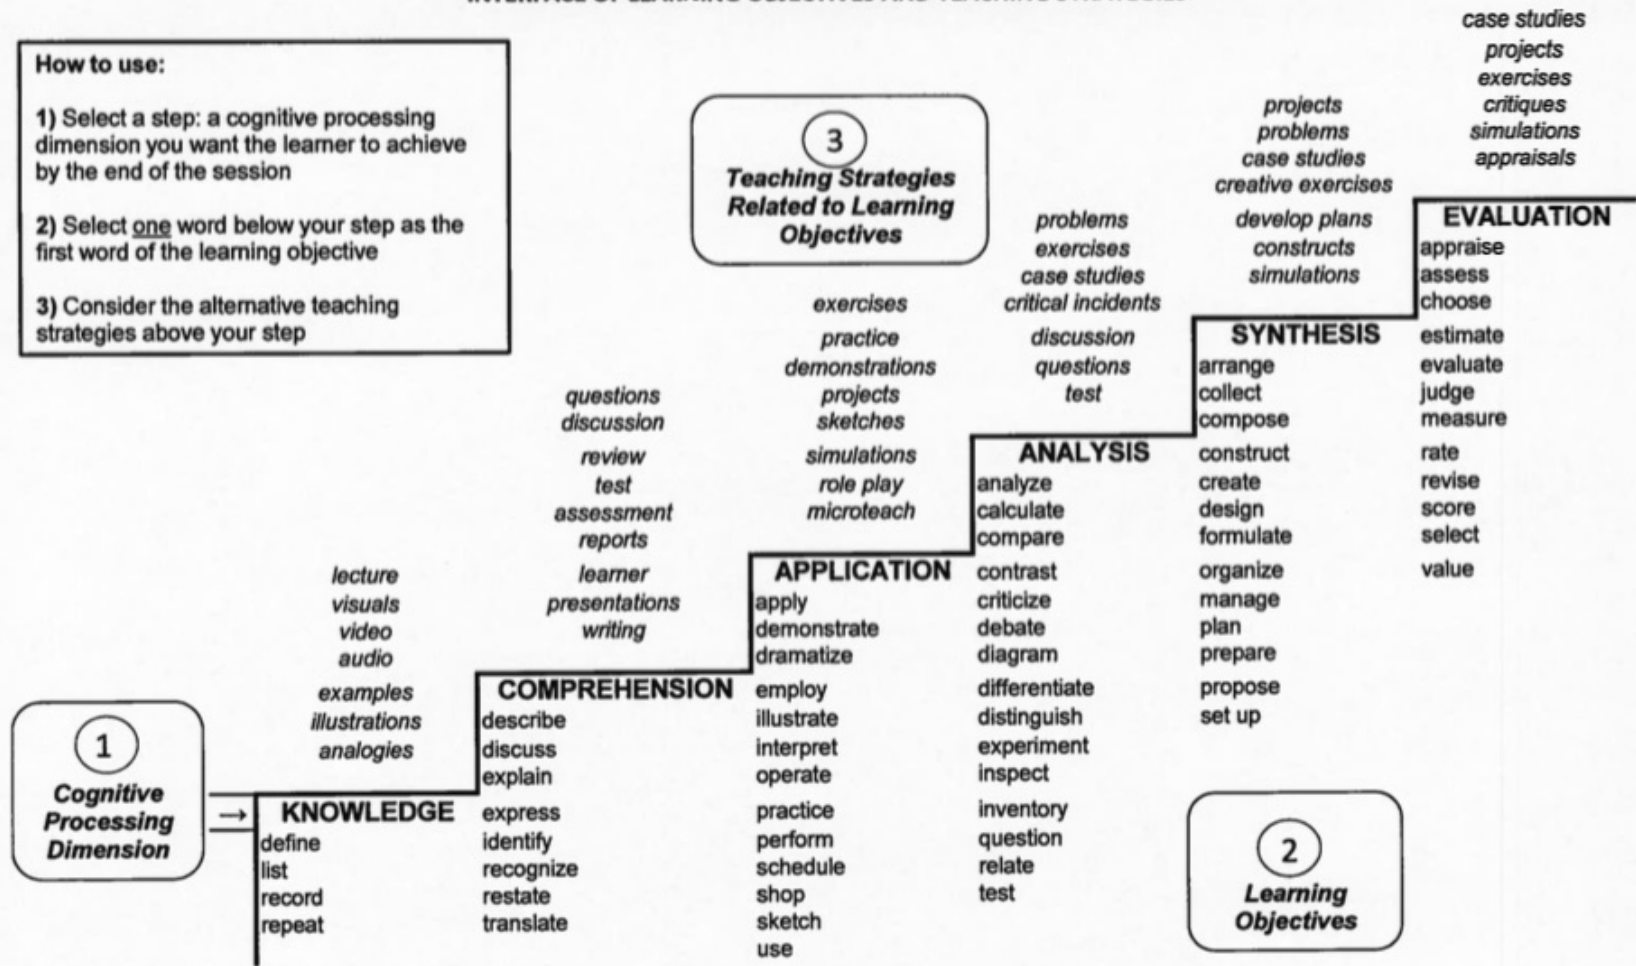 INTERFACE OF LEARNING OBJECTIVES AND TEACHING STRATEGIES
How to use:
1) Select a step: a cognitive processing
dimension you want the learner to achieve
by the end of the session
2) Select one word below your step as the
first word of the learning objective
3) Consider the alternative teaching
strategies above your step
1
Cognitive
Processing
Dimension
→
lecture
visuals
video
audio
examples
illustrations
analogies
KNOWLEDGE
define
list
record
repeat
questions
discussion
review
test
assessment
reports
learner
presentations
writing
COMPREHENSION
describe
discuss
explain
express
identify
recognize
restate
translate
3
Teaching Strategies
Related to Learning
Objectives
exercises
practice
demonstrations
projects
sketches
simulations
role play
microteach
APPLICATION
apply
demonstrate
dramatize
employ
illustrate
interpret
operate
practice
perform
schedule
shop
sketch
use
problems
exercises
case studies
critical incidents
discussion
questions
test
ANALYSIS
analyze
calculate
compare
contrast
criticize
debate
diagram
differentiate
distinguish
experiment
inspect
inventory
question
relate
test
projects
problems
case studies
creative exercises
develop plans
constructs
simulations
SYNTHESIS
arrange
collect
compose
construct
create
design
formulate
organize
manage
plan
prepare
propose
set up
case studies
projects
exercises
critiques
simulations
appraisals
EVALUATION
appraise
assess
choose
estimate
evaluate
judge
measure
rate
revise
score
select
value
2
Learning
Objectives